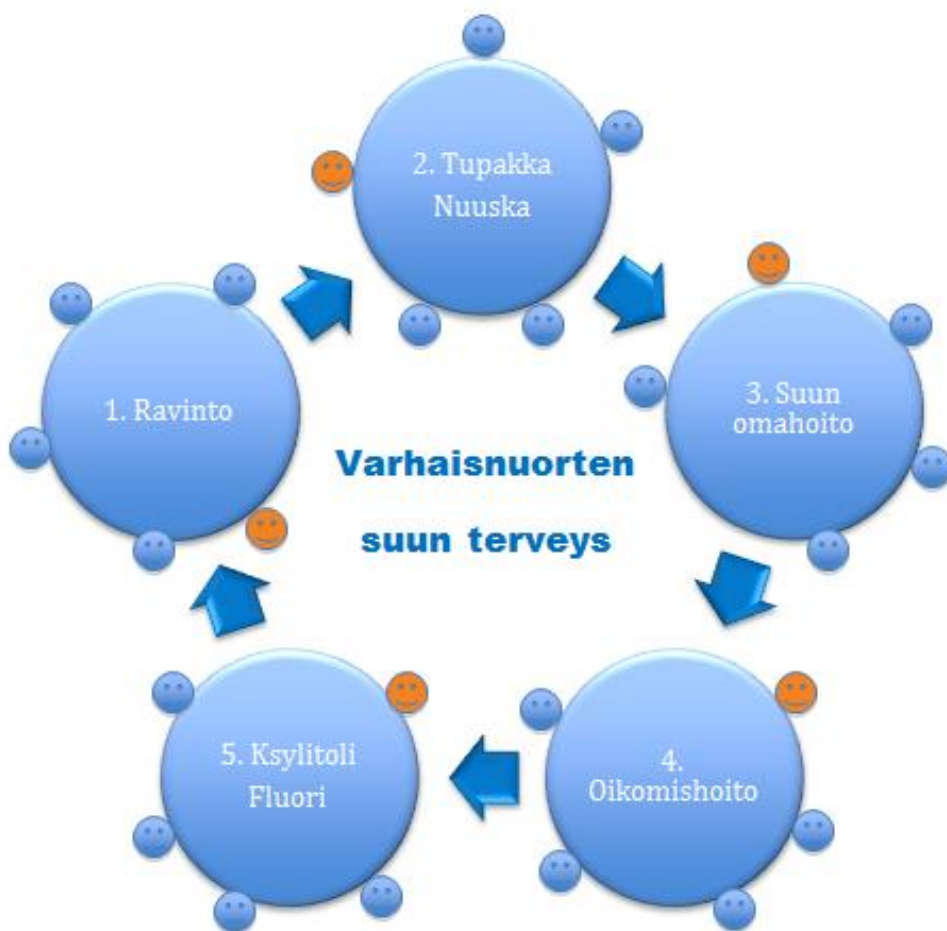 2. Tupakka
Nuuska
1. Ravinto
3. Suun
omahoito
Varhaisnuorten
suun terveys
5. Ksylitoli
Fluori
4.
Oikomishoito